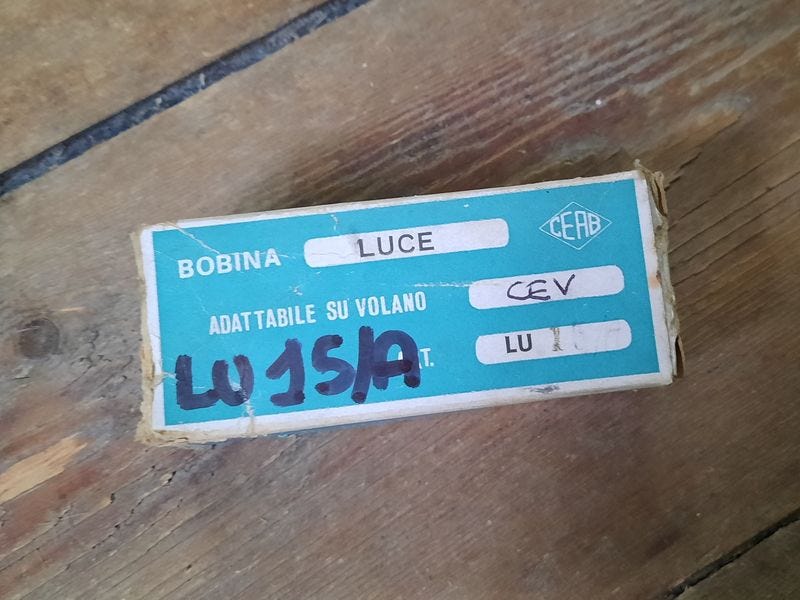 BOBINA LUCE
CEAB
ADATTABILE SU VOLANO CEV
LU 15/A
LU